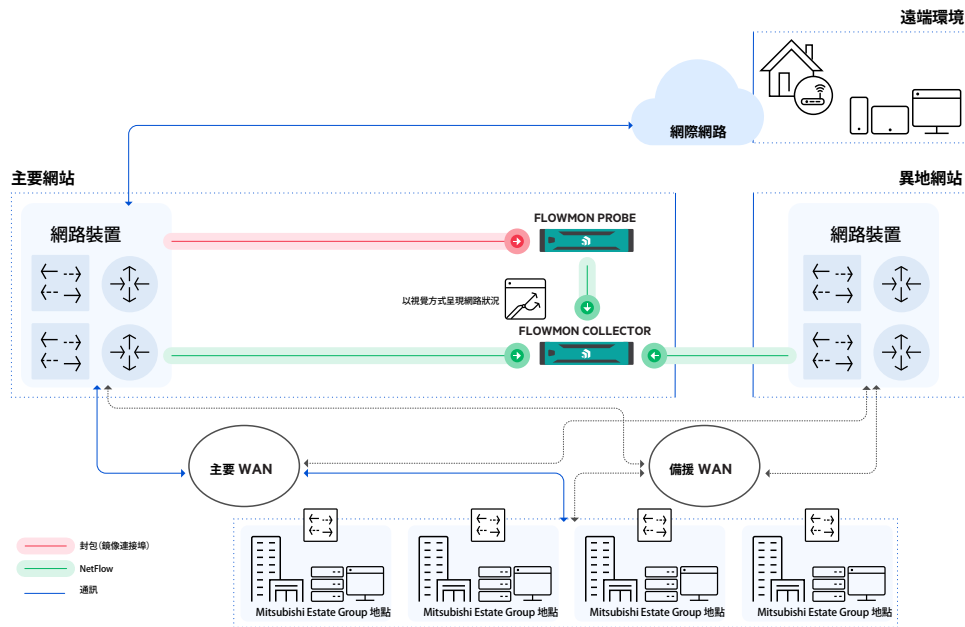 遠端環境
網際網路
主要網站
異地網站
網路裝置
FLOWMON PROBE
網路裝置
以視覺方式呈現網路狀況
FLOWMON COLLECTOR
主要 WAN
備援 WAN
封包(鏡像連接埠)
NetFlow
通訊
Mitsubishi Estate Group 地點
Mitsubishi Estate Group 地點
Mitsubishi Estate Group 地點
Mitsubishi Estate Group 地點